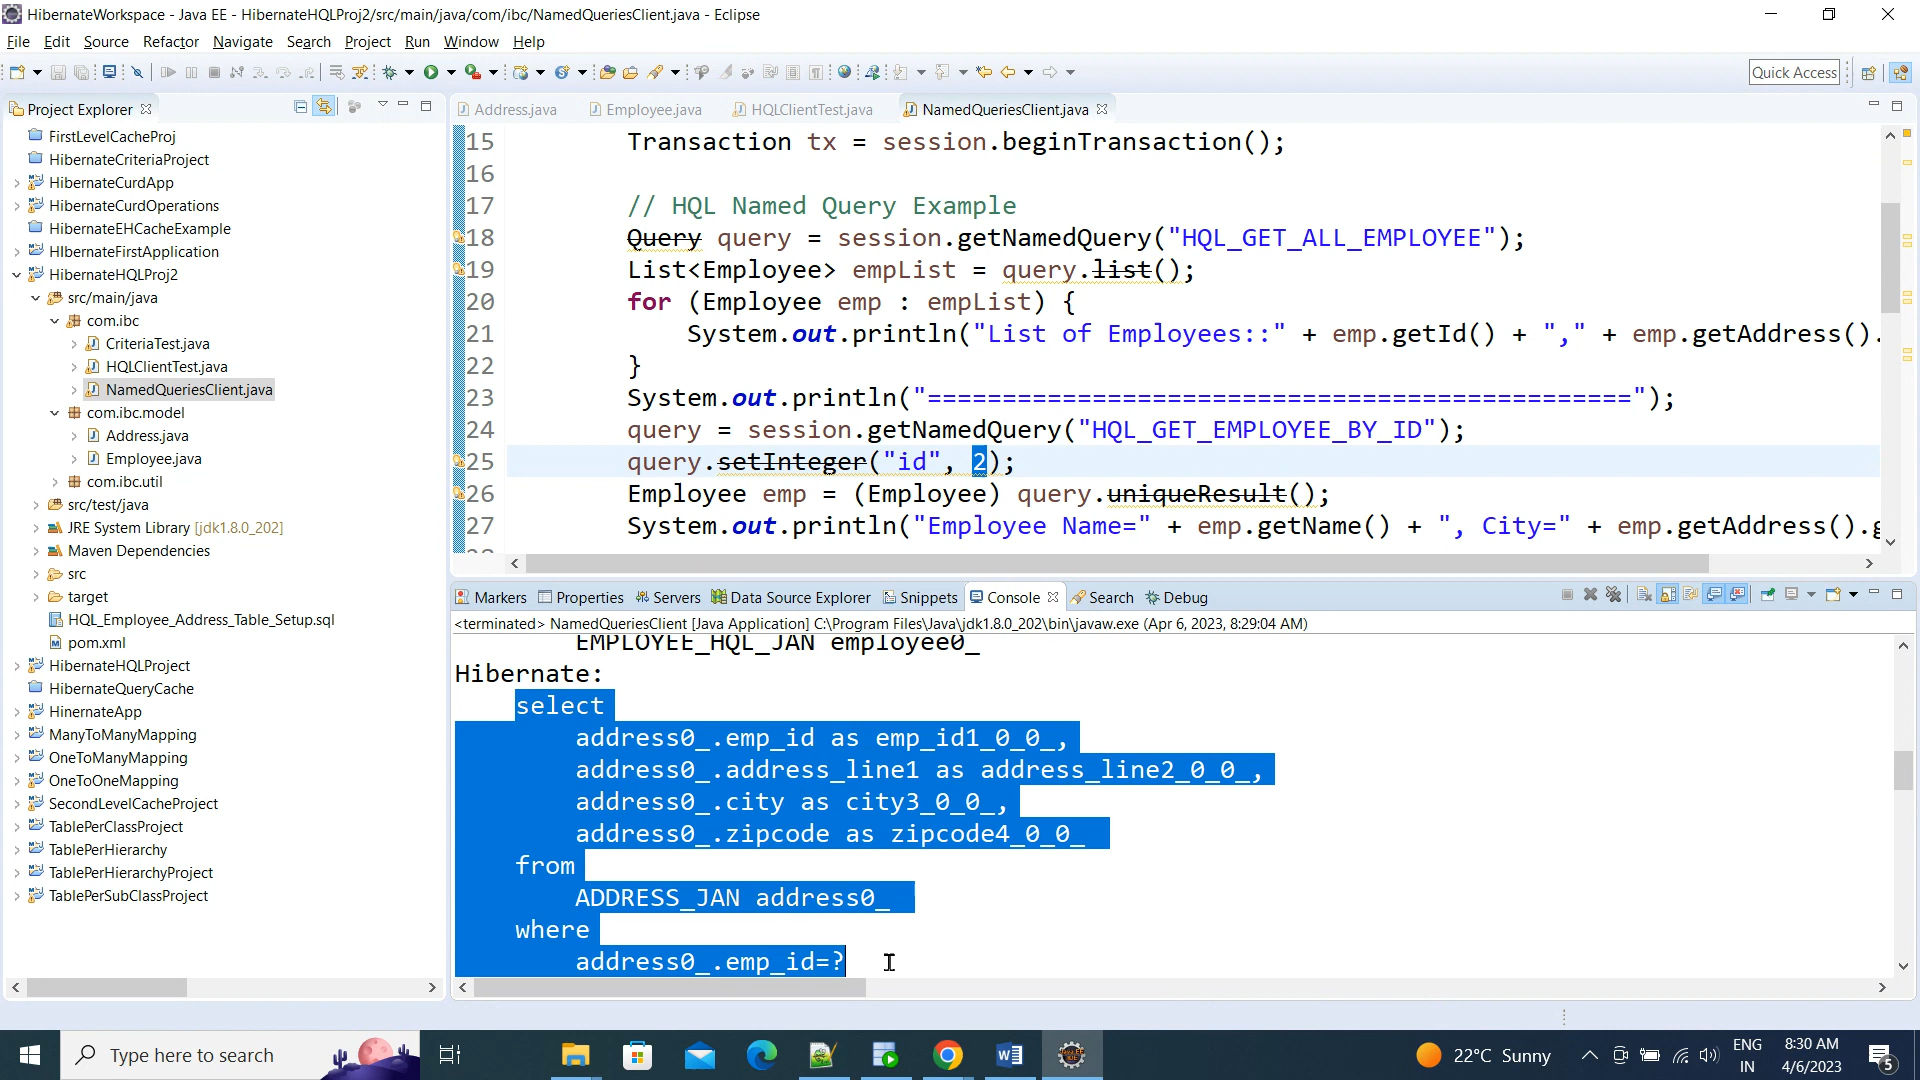 HibernateWorkspace - Java EE - HibernateHQLProj2/src/main/java/com/ibc/NamedQueriesClient.java - Eclipse
File Edit Source Refactor Navigate Search Project Run Window Help
Quick Access
Project Explorer
FirstLevelCacheProj
HibernateCriteriaProject
HibernateCurdApp
HibernateCurdOperations
HibernateEHCacheExample
HIbernateFirstApplication
HibernateHQLProj2
src/main/java
com.ibc
CriteriaTest.java
HQLClientTest.java
NamedQueriesClient.java
com.ibc.model
Address.java
Employee.java
com.ibc.util
src/test/java
JRE System Library [jdk1.8.0_202]
Maven Dependencies
src
target
HQL_Employee_Address_Table_Setup.sql
pom.xml
HibernateHQLProject
HibernateQueryCache
HinernateApp
ManyToManyMapping
OneToManyMapping
OneToOneMapping
SecondLevelCacheProject
TablePerClassProject
TablePerHierarchy
TablePerHierarchyProject
TablePerSubClassProject
Address.java Employee.java HQLClientTest.java NamedQueriesClient.java
15 Transaction tx = session.beginTransaction();
16
17 // HQL Named Query Example
18 Query query = session.getNamedQuery("HQL_GET_ALL_EMPLOYEE");
19 List<Employee> empList = query.list();
20 for (Employee emp : empList) {
21 System.out.println("List of Employees::" + emp.getId() + "," + emp.getAddress().
22 }
23 System.out.println("===============================================");
24 query = session.getNamedQuery("HQL_GET_EMPLOYEE_BY_ID");
25 query.setInteger("id", 2);
26 Employee emp = (Employee) query.uniqueResult();
27 System.out.println("Employee Name=" + emp.getName() + ", City=" + emp.getAddress().g
Markers Properties Servers Data Source Explorer Snippets Console Search Debug
<terminated> NamedQueriesClient [Java Application] C:\Program Files\Java\jdk1.8.0_202\bin\javaw.exe (Apr 6, 2023, 8:29:04 AM)
EMPLOYEE_HQL_JAN employee0_
Hibernate:
select
address0_.emp_id as emp_id1_0_0_,
address0_.address_line1 as address_line2_0_0_,
address0_.city as city3_0_0_,
address0_.zipcode as zipcode4_0_0_
from
ADDRESS_JAN address0_
where
address0_.emp_id=?
Type here to search
22°C Sunny
ENG
IN
8:30 AM
4/6/2023
5